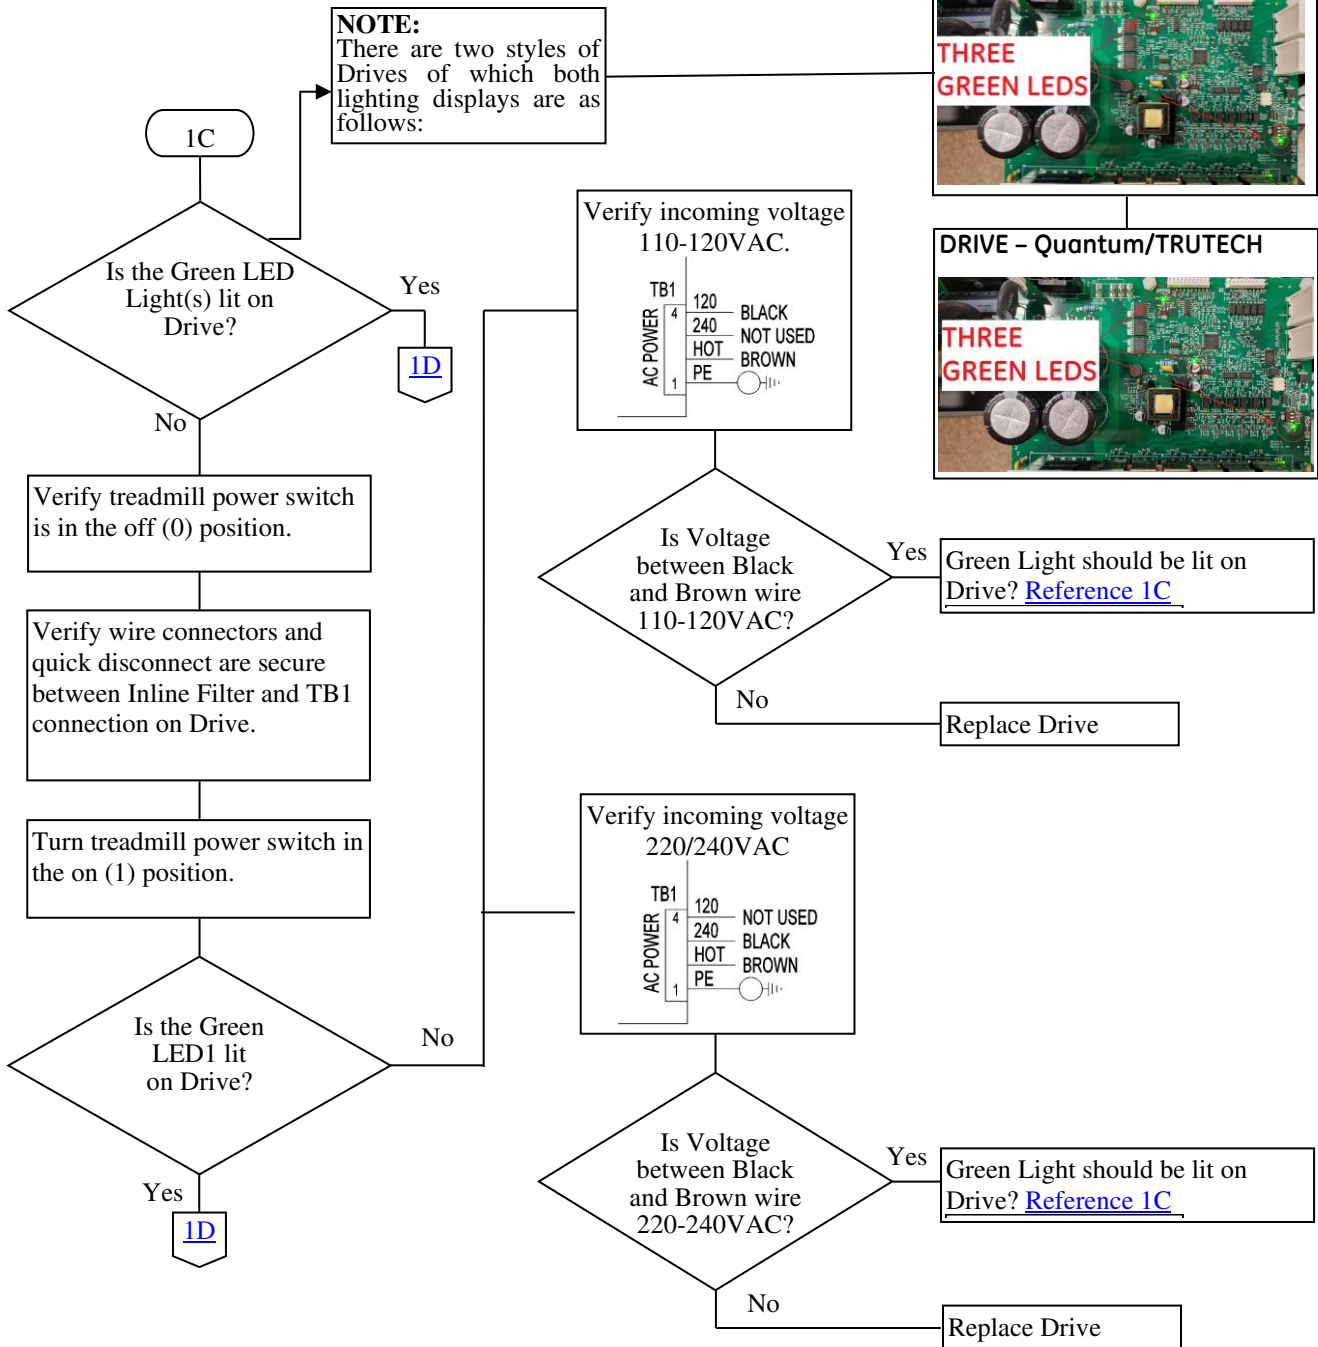 NOTE:
There are two styles of
Drives of which both
lighting displays are as
follows:
THREE
GREEN LEDS
1C
Is the Green LED
Light(s) lit on
Drive?
Yes
1D
No
Verify treadmill power switch
is in the off (0) position.
Verify wire connectors and
quick disconnect are secure
between Inline Filter and TB1
connection on Drive.
Turn treadmill power switch in
the on (1) position.
Is the Green
LED1 lit
on Drive?
No
Yes
1D
Verify incoming voltage
110-120VAC.
TB1
AC POWER
4
1
120
BLACK
240
NOT USED
HOT
BROWN
PE
DRIVE – Quantum/TRUTECH
THREE
GREEN LEDS
Is Voltage
between Black
and Brown wire
110-120VAC?
Yes
Green Light should be lit on
Drive? Reference 1C
No
Replace Drive
Verify incoming voltage
220/240VAC
TB1
AC POWER
4
1
120
NOT USED
240
BLACK
HOT
BROWN
PE
Is Voltage
between Black
and Brown wire
220-240VAC?
Yes
Green Light should be lit on
Drive? Reference 1C
No
Replace Drive